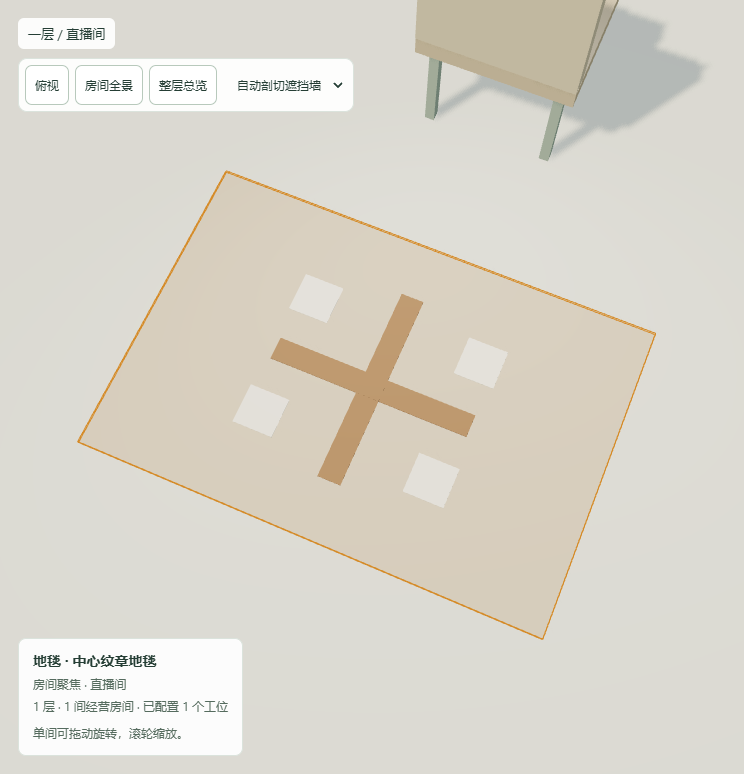 一层 / 直播间
俯视 房间全景 整层总览 自动剖切遮挡墙
地毯 · 中心纹章地毯
房间聚焦 · 直播间
1 层 · 1 间经营房间 · 已配置 1 个工位
单间可拖动旋转，滚轮缩放。